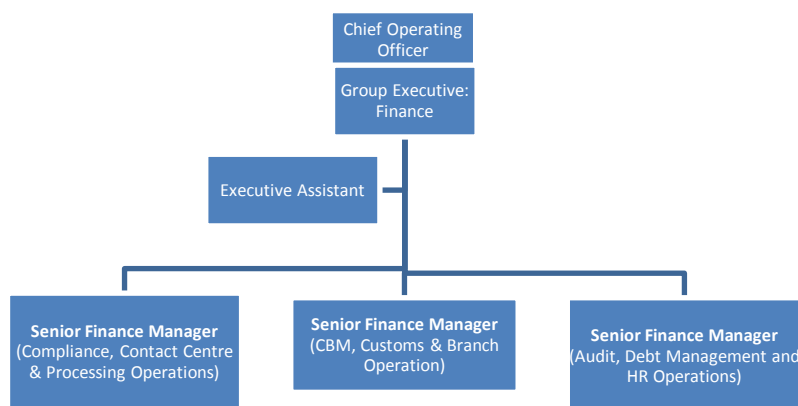 Chief Operating
Officer
Group Executive:
Finance
Executive Assistant
Senior Finance Manager
(Compliance, Contact Centre
& Processing Operations)
Senior Finance Manager
(CBM, Customs & Branch
Operation)
Senior Finance Manager
(Audit, Debt Management and
HR Operations)